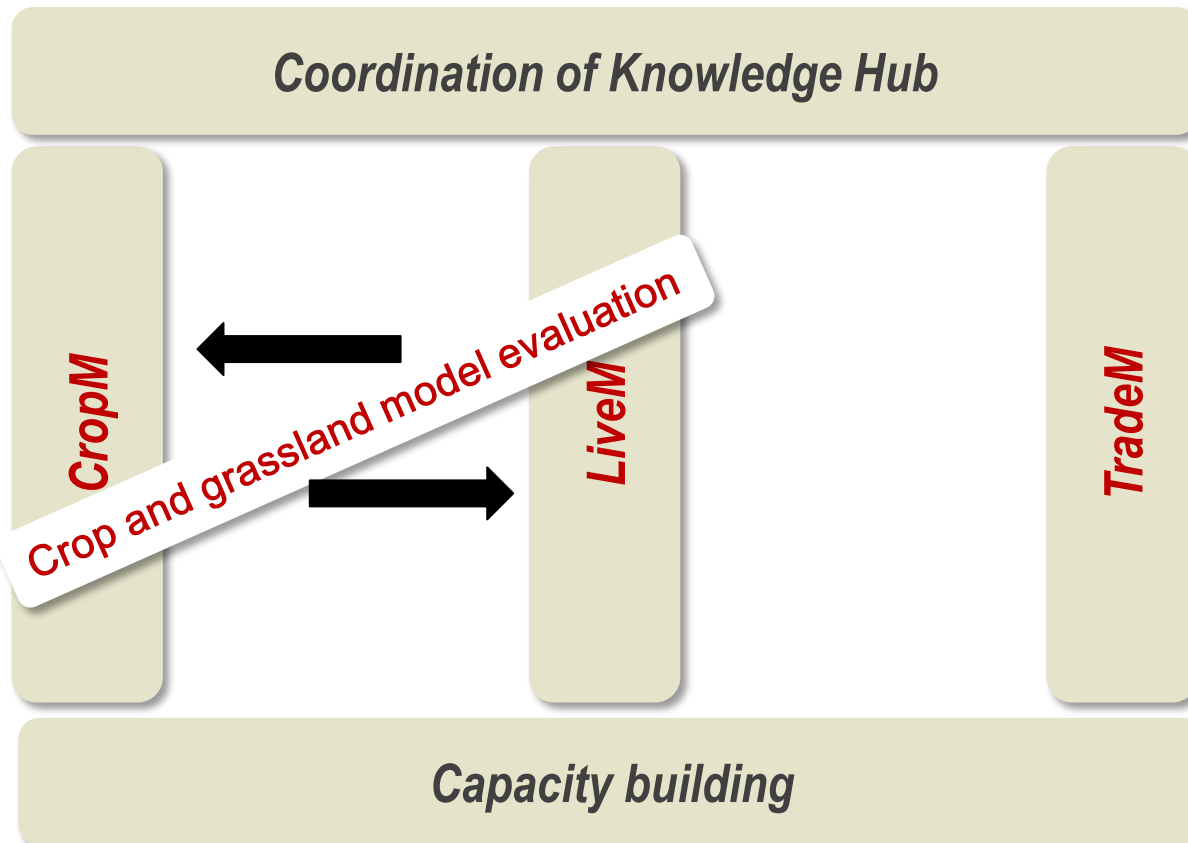 Coordination of Knowledge Hub
CropM
Crop and grassland model evaluation
LiveM
TradeM
Capacity building